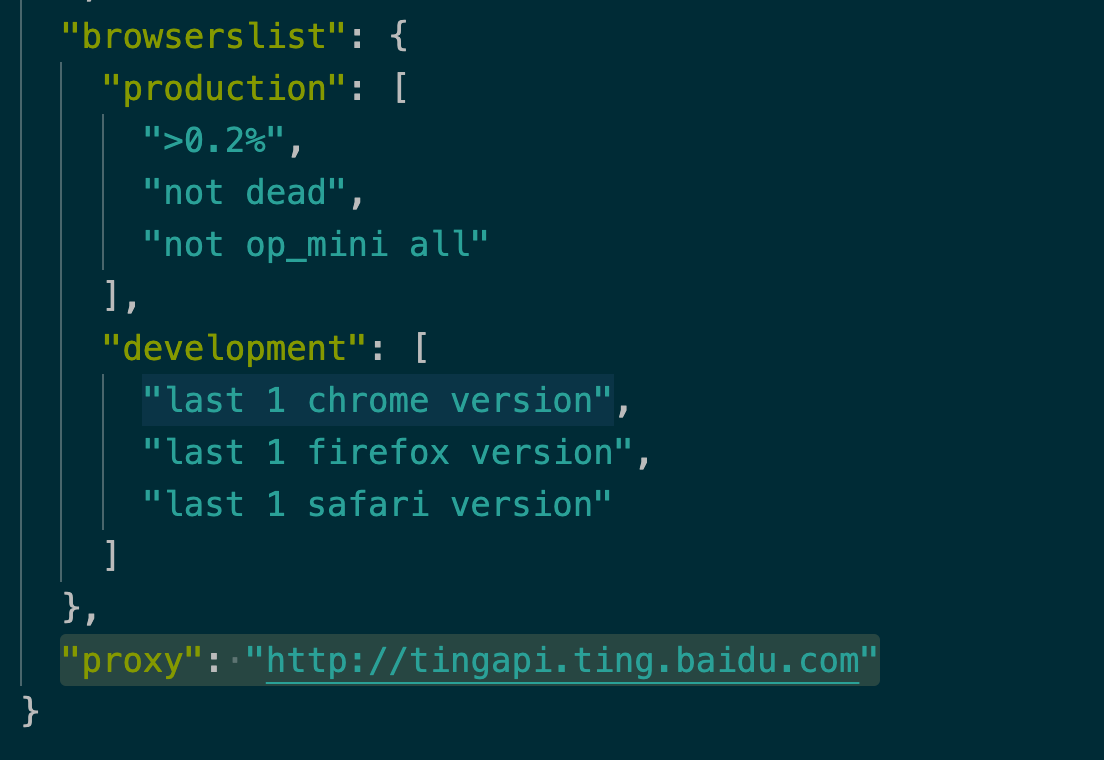 "browserslist": {
"production": [
">0.2%",
"not dead",
"not op_mini all"
],
"development": [
"last 1 chrome version",
"last 1 firefox version",
"last 1 safari version"
]
},
"proxy": "http://tingapi.ting.baidu.com"
}